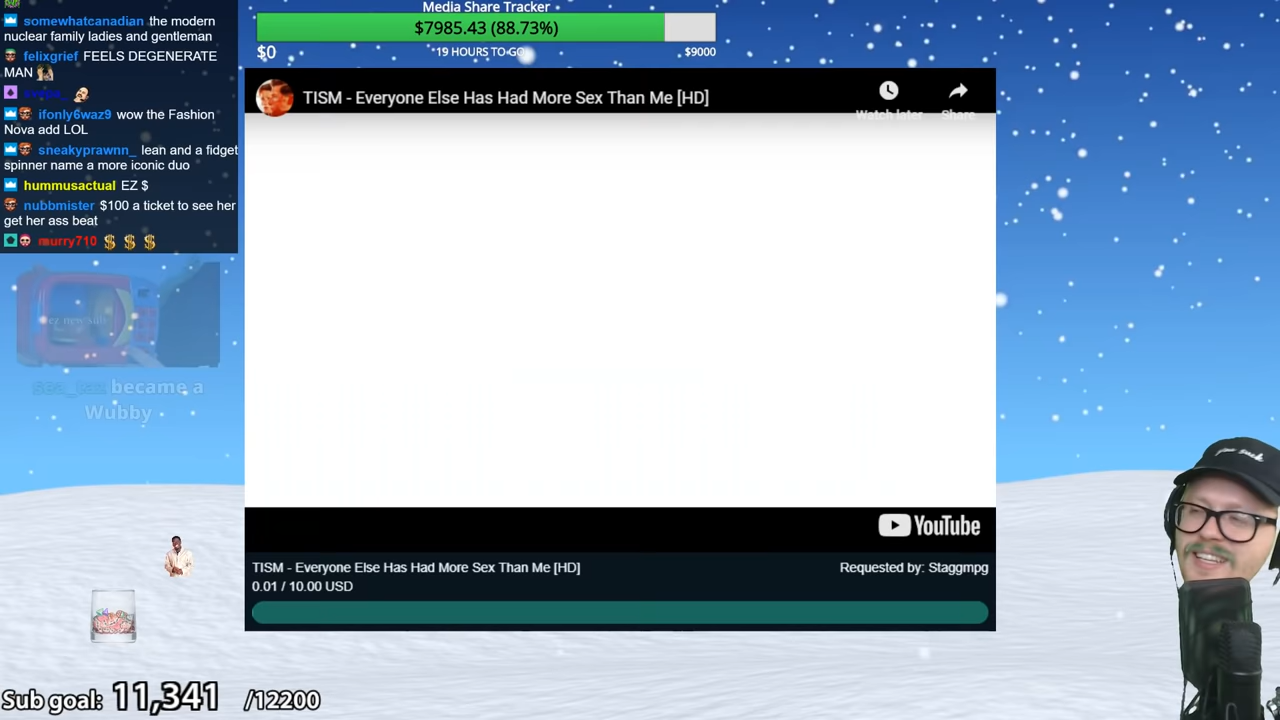 somewhatcanadian the modern
nuclear family ladies and gentleman
felixgrief FEELS DEGENERATE
MAN
ifonly6waz9 wow the Fashion
Nova add LOL
sneakyprawnn_ lean and a fidget
spinner name a more iconic duo
hummusactual EZ $
nubbmister $100 a ticket to see her
get her ass beat
murry710
became a
Wubby
Media Share Tracker
$7985.43 (88.73%)
$0
19 HOURS TO GO
$9000
TISM - Everyone Else Has Had More Sex Than Me [HD]
Watch later
Share
YouTube
TISM - Everyone Else Has Had More Sex Than Me [HD]
Requested by: Staggmpg
0.01 / 10.00 USD
Sub goal: 11,341 /12200